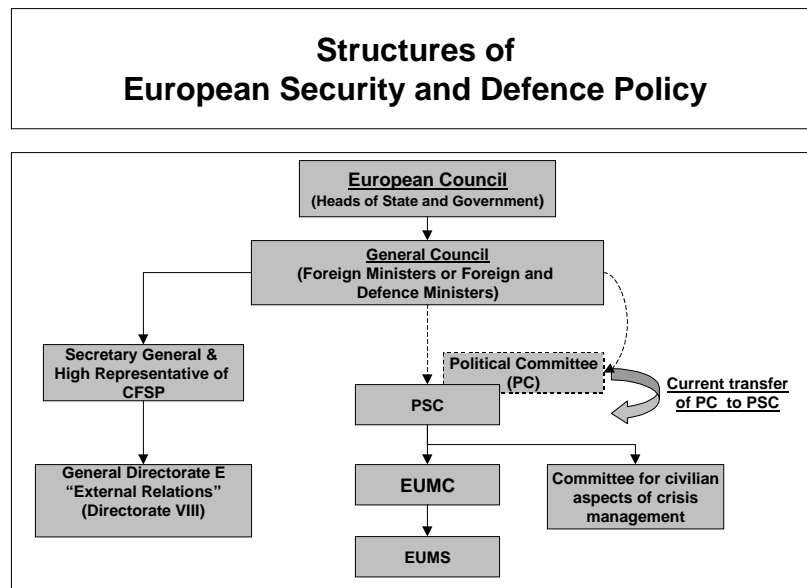 Structures of
European Security and Defence Policy
European Council
(Heads of State and Government)
General Council
(Foreign Ministers or Foreign and
Defence Ministers)
Secretary General &
High Representative of
CFSP
Political Committee
(PC)
Current transfer
of PC to PSC
PSC
General Directorate E
“External Relations”
(Directorate VIII)
EUMC
Committee for civilian
aspects of crisis
management
EUMS